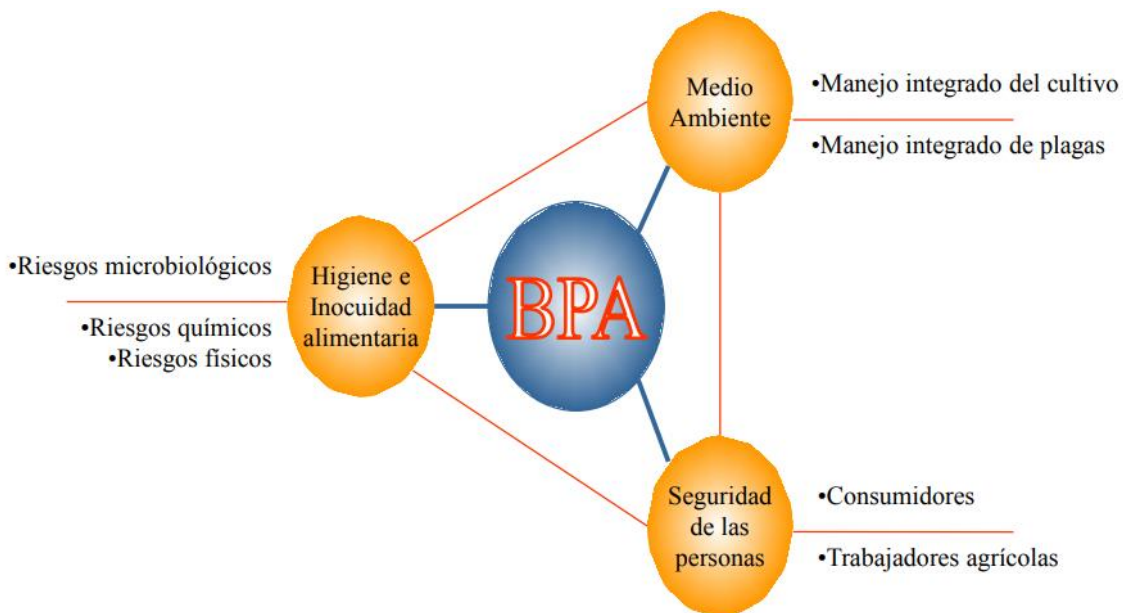 Medio
Ambiente
•Manejo integrado del cultivo
•Manejo integrado de plagas
•Riesgos microbiológicos
•Riesgos químicos
•Riesgos físicos
Higiene e
Inocuidad
alimentaria
BPA
Seguridad
de las
personas
•Consumidores
•Trabajadores agrícolas